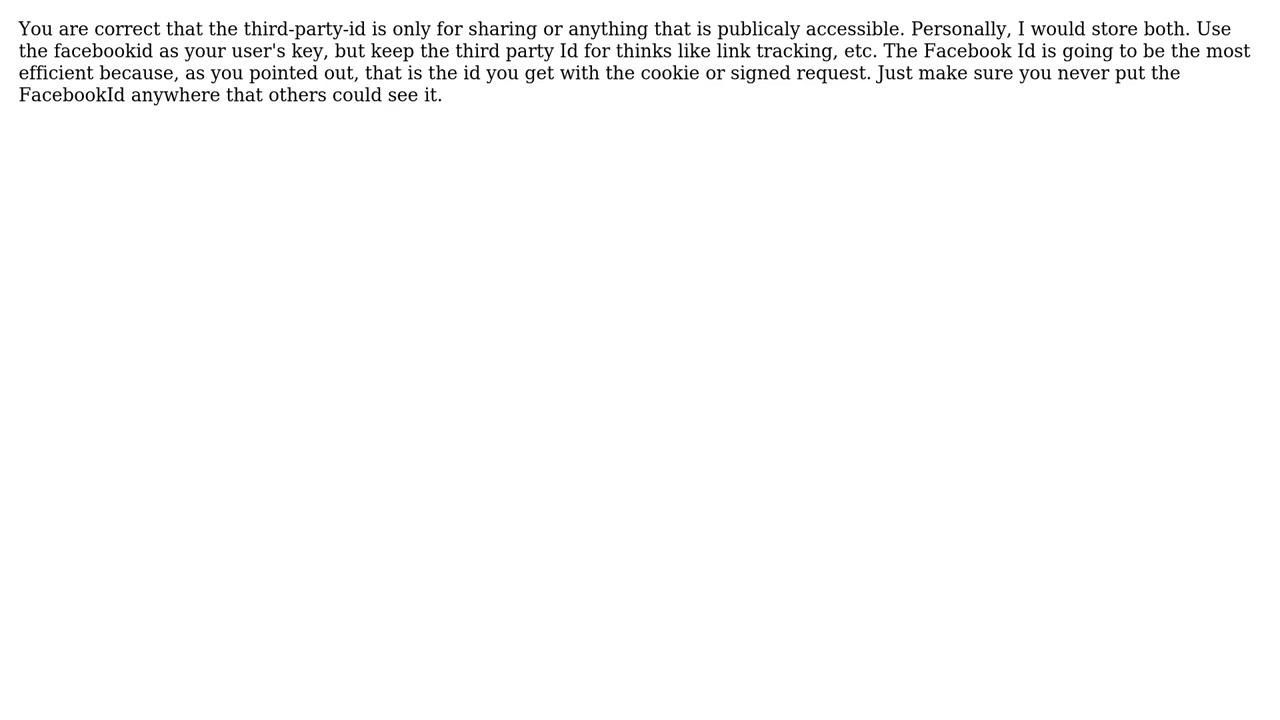 You are correct that the third-party-id is only for sharing or anything that is publicaly accessible. Personally, I would store both. Use
the facebookid as your user's key, but keep the third party Id for thinks like link tracking, etc. The Facebook Id is going to be the most
efficient because, as you pointed out, that is the id you get with the cookie or signed request. Just make sure you never put the
FacebookId anywhere that others could see it.